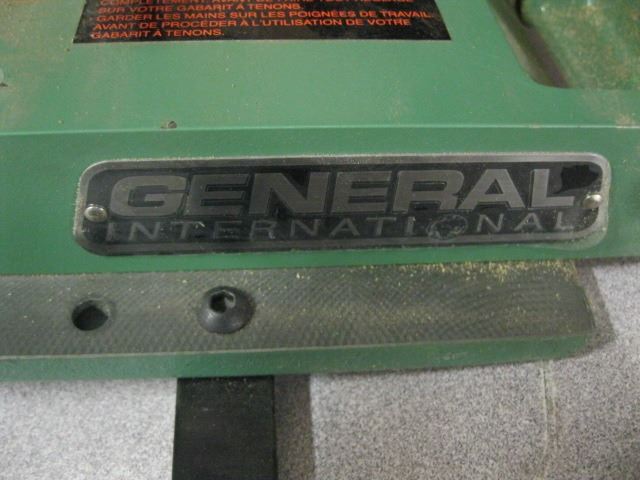 SUR VOTRE GABARIT À TENONS.
GARDER LES MAINS SUR LES POIGNÉES DE TRAVAIL
AVANT DE PROCÉDER À L'UTILISATION DE VOTRE
GABARIT À TENONS.
GENERAL
INTERNATIONAL